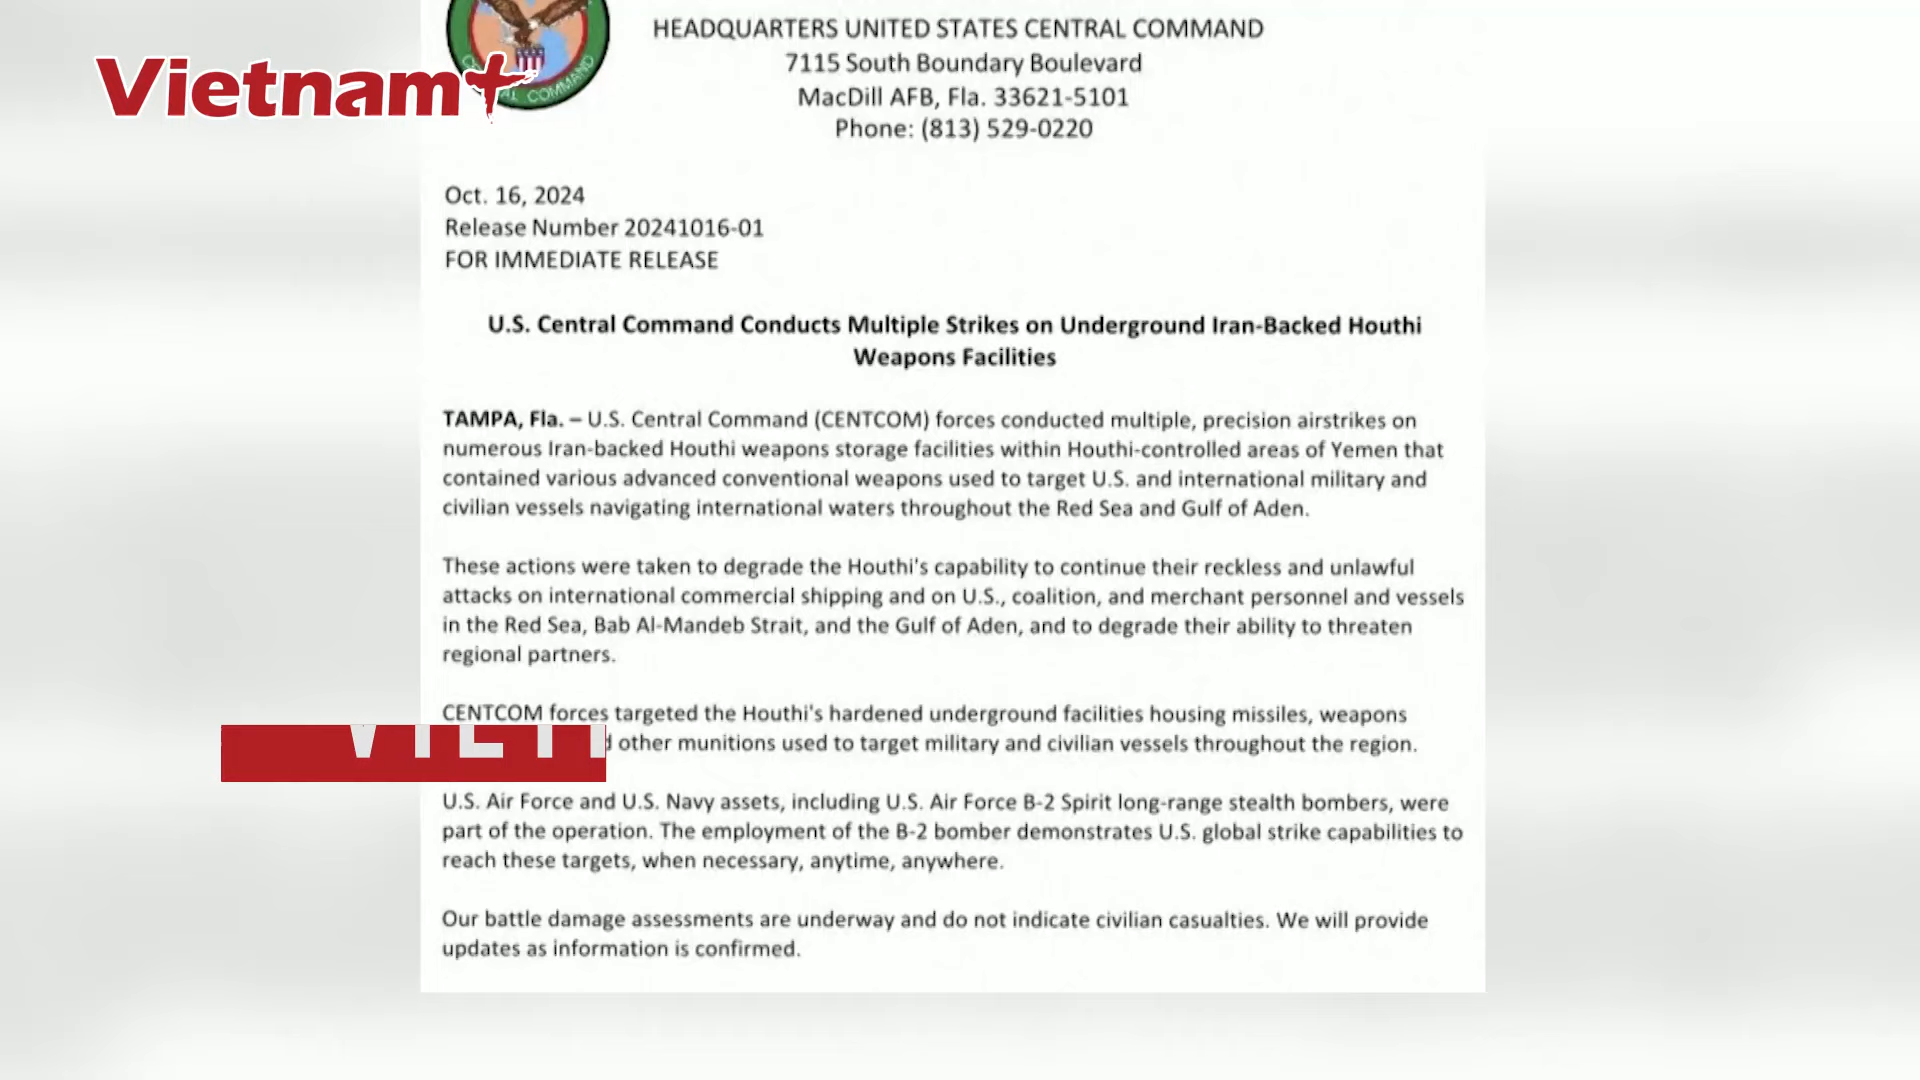 Vietnam+
AL COMMAND
HEADQUARTERS UNITED STATES CENTRAL COMMAND
7115 South Boundary Boulevard
MacDill AFB, Fla. 33621-5101
Phone: (813) 529-0220
Oct. 16, 2024
Release Number 20241016-01
FOR IMMEDIATE RELEASE
U.S. Central Command Conducts Multiple Strikes on Underground Iran-Backed Houthi
Weapons Facilities
TAMPA, Fla. – U.S. Central Command (CENTCOM) forces conducted multiple, precision airstrikes on
numerous Iran-backed Houthi weapons storage facilities within Houthi-controlled areas of Yemen that
contained various advanced conventional weapons used to target U.S. and international military and
civilian vessels navigating international waters throughout the Red Sea and Gulf of Aden.
These actions were taken to degrade the Houthi's capability to continue their reckless and unlawful
attacks on international commercial shipping and on U.S., coalition, and merchant personnel and vessels
in the Red Sea, Bab Al-Mandeb Strait, and the Gulf of Aden, and to degrade their ability to threaten
regional partners.
CENTCOM forces targeted the Houthi's hardened underground facilities housing missiles, weapons
other munitions used to target military and civilian vessels throughout the region.
U.S. Air Force and U.S. Navy assets, including U.S. Air Force B-2 Spirit long-range stealth bombers, were
part of the operation. The employment of the B-2 bomber demonstrates U.S. global strike capabilities to
reach these targets, when necessary, anytime, anywhere.
Our battle damage assessments are underway and do not indicate civilian casualties. We will provide
updates as information is confirmed.